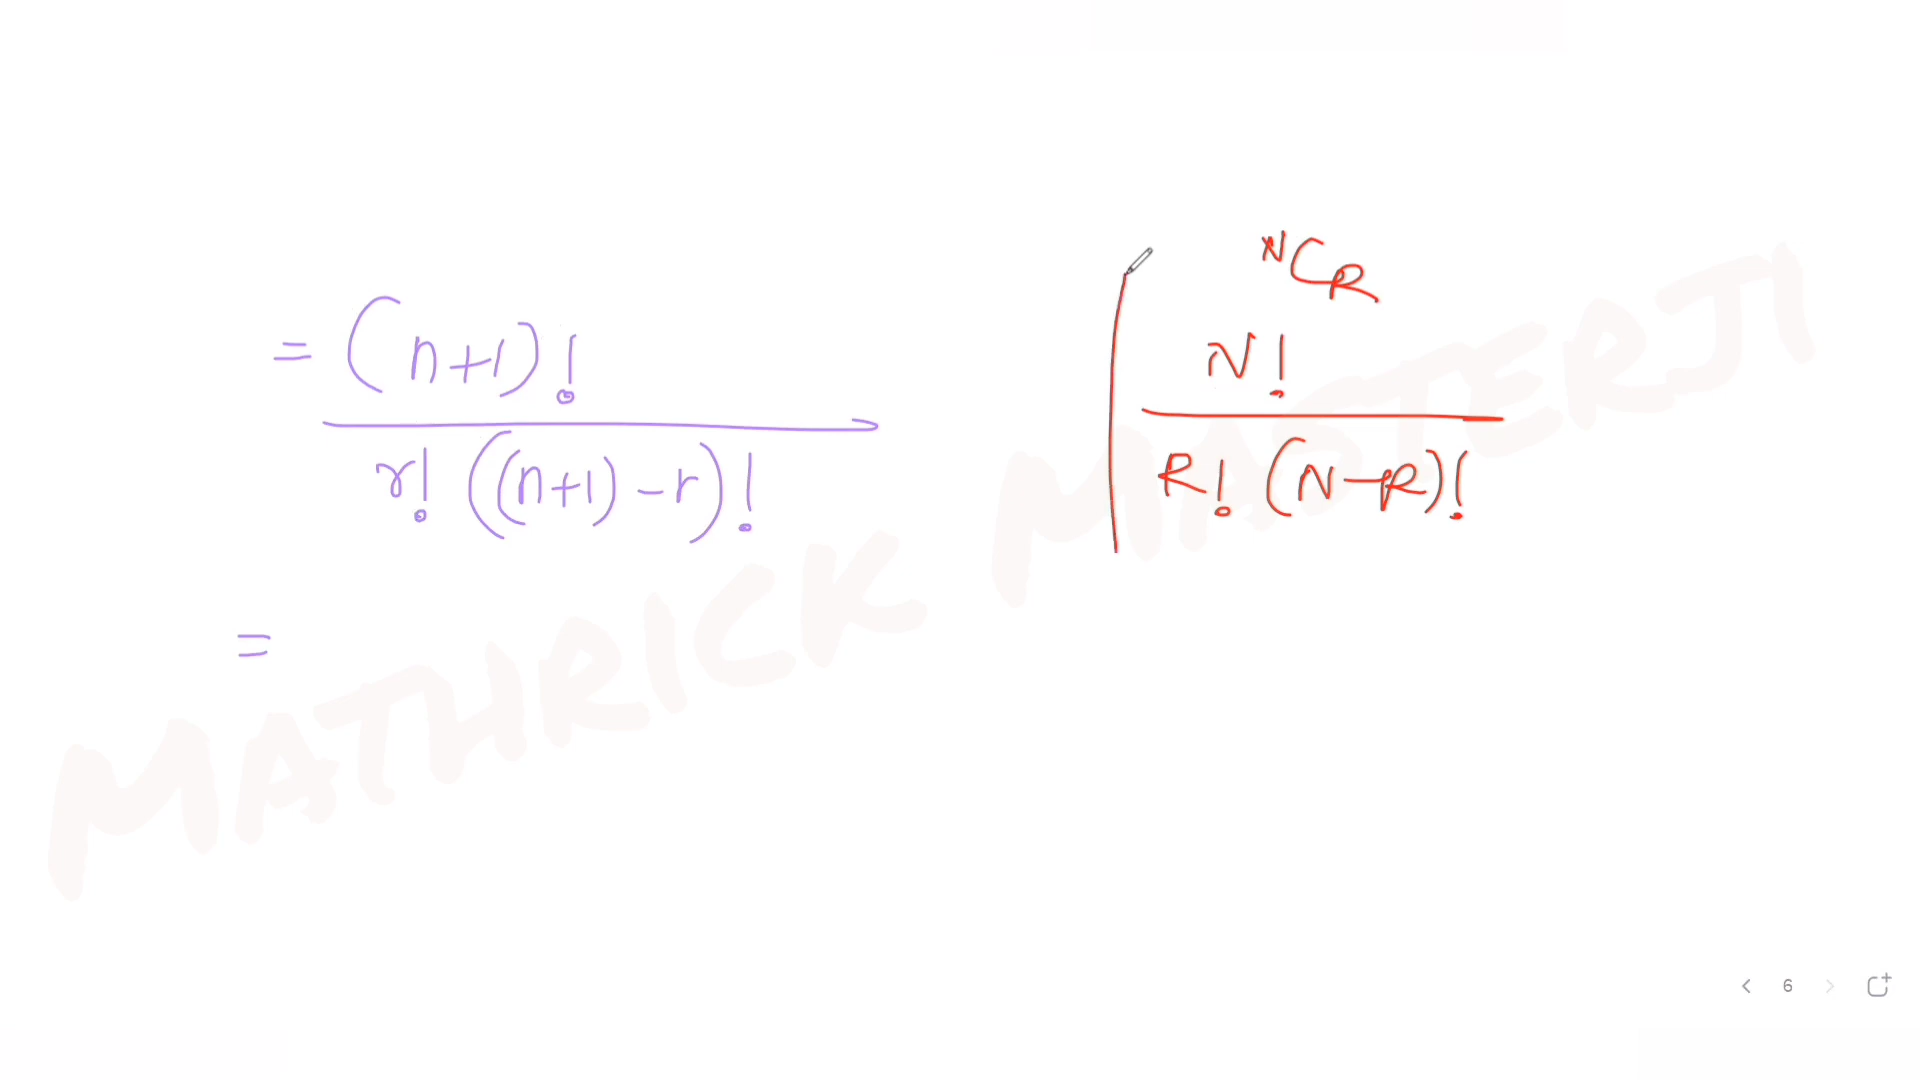 = (n+1)!
r! ((n+1)-r)!
=
ᴺC_R
N!
R! (N-R)!
MATHRICK MASTERJI
6